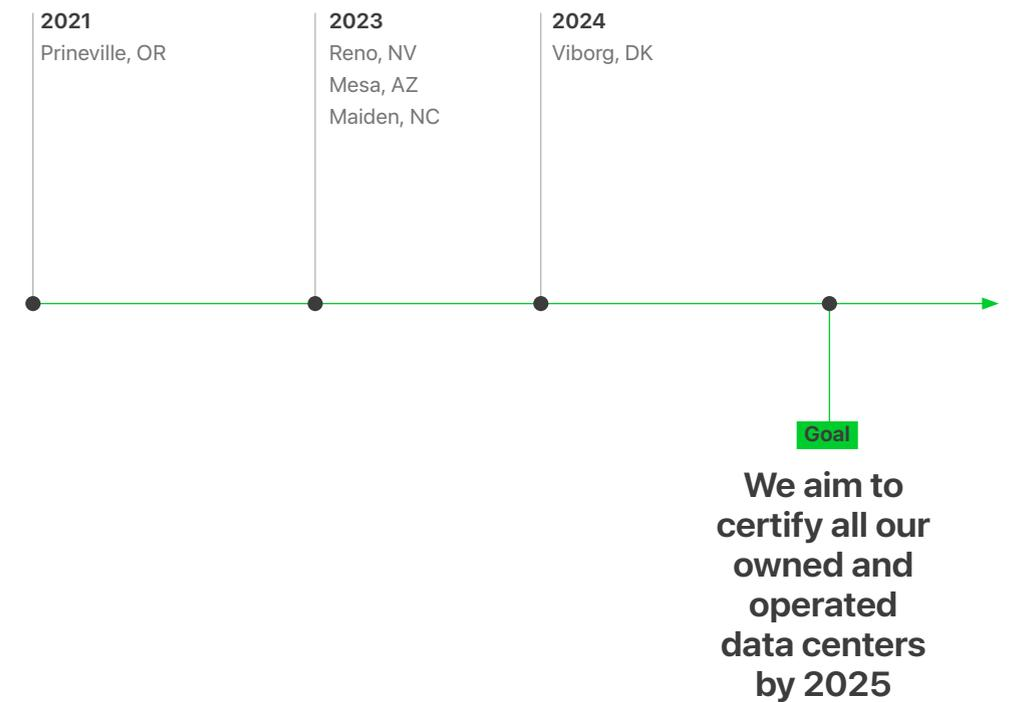 2021
Prineville, OR
2023
Reno, NV
Mesa, AZ
Maiden, NC
2024
Viborg, DK
Goal
We aim to
certify all our
owned and
operated
data centers
by 2025